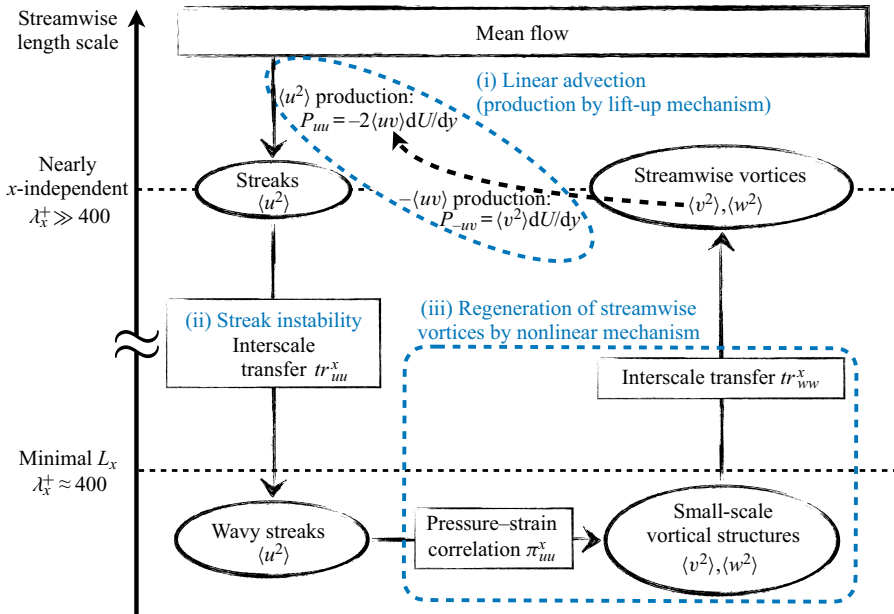 Streamwise
length scale
Mean flow
(i) Linear advection
(production by lift-up mechanism)
⟨u²⟩ production:
P_uu = −2⟨uv⟩dU/dy
Nearly
x-independent
λ_x^+ ≫ 400
Streaks
⟨u²⟩
−⟨uv⟩ production:
P_−uv = ⟨v²⟩dU/dy
Streamwise vortices
⟨v²⟩,⟨w²⟩
(ii) Streak instability
Interscale
transfer tr_uu^x
(iii) Regeneration of streamwise
vortices by nonlinear mechanism
Interscale transfer tr_ww^x
Minimal L_x
λ_x^+ ≈ 400
Wavy streaks
⟨u²⟩
Pressure–strain
correlation π_uu^x
Small-scale
vortical structures
⟨v²⟩,⟨w²⟩